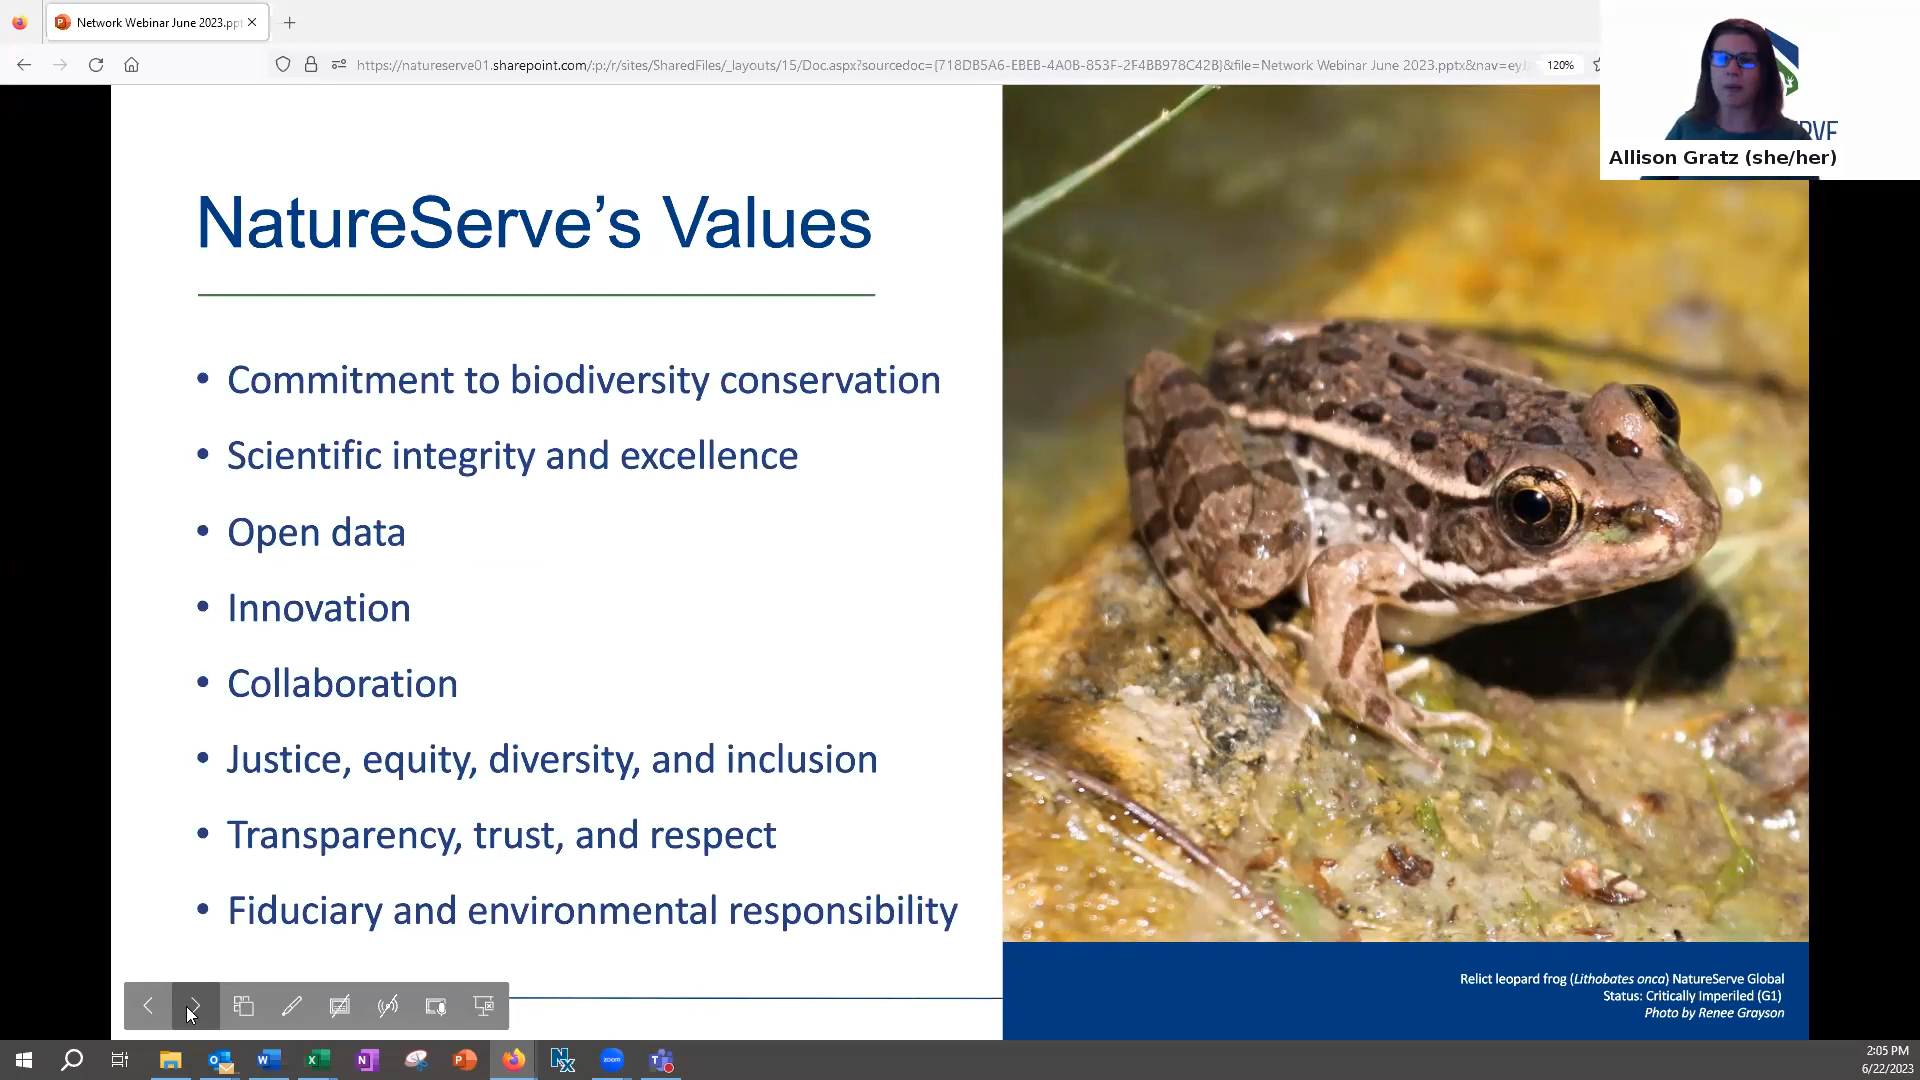 Network Webinar June 2023.pp
https://natureserve01.sharepoint.com/:p:/r/sites/SharedFiles/_layouts/15/Doc.aspx?sourcedoc={718DB5A6-EBEB-4A0B-853F-2F4BB978C42B}&file=Network Webinar June 2023.pptx&nav=eyJ
120%
RVE
Allison Gratz (she/her)
NatureServe’s Values
• Commitment to biodiversity conservation
• Scientific integrity and excellence
• Open data
• Innovation
• Collaboration
• Justice, equity, diversity, and inclusion
• Transparency, trust, and respect
• Fiduciary and environmental responsibility
Relict leopard frog (Lithobates onca) NatureServe Global
Status: Critically Imperiled (G1)
Photo by Renee Grayson
zoom
2:05 PM
6/22/2023